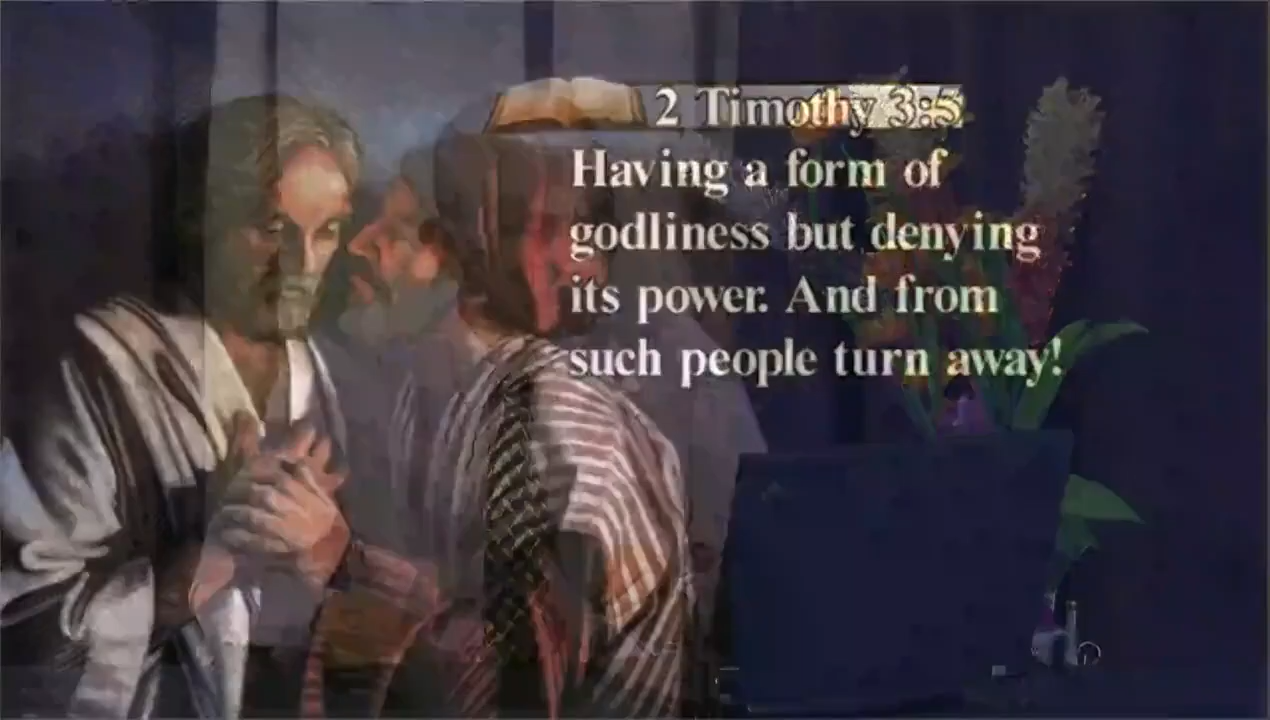 2 Timothy 3:5
Having a form of
godliness but denying
its power. And from
such people turn away!